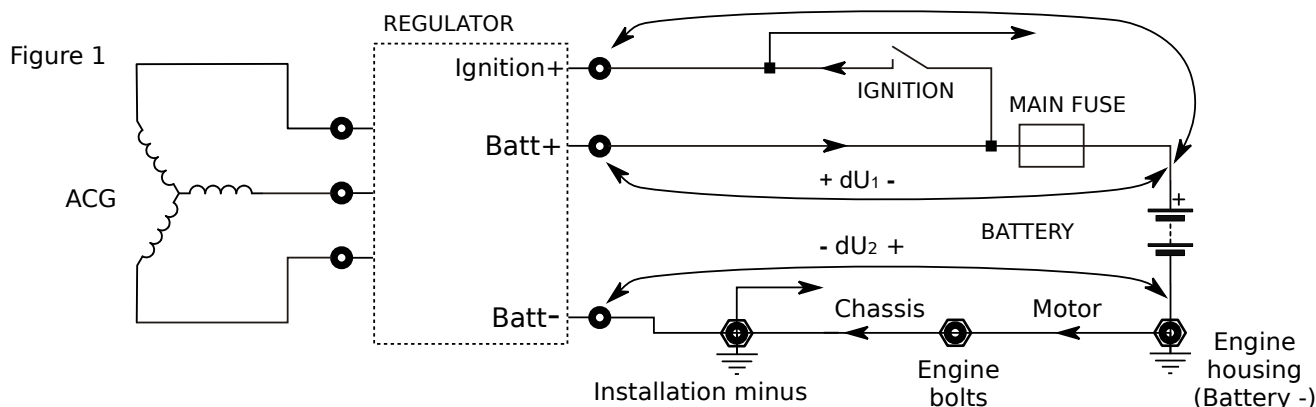 Figure 1
REGULATOR
Ignition+
IGNITION
MAIN FUSE
Batt+
ACG
+ dU1 -
+
BATTERY
- dU2 +
Batt-
Chassis
Motor
Installation minus
Engine
bolts
Engine
housing
(Battery -)